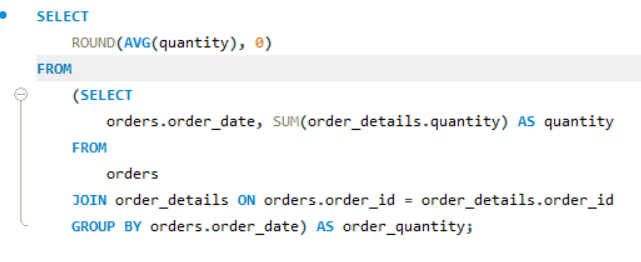 SELECT
ROUND(AVG(quantity), 0)
FROM
(SELECT
orders.order_date, SUM(order_details.quantity) AS quantity
FROM
orders
JOIN order_details ON orders.order_id = order_details.order_id
GROUP BY orders.order_date) AS order_quantity;